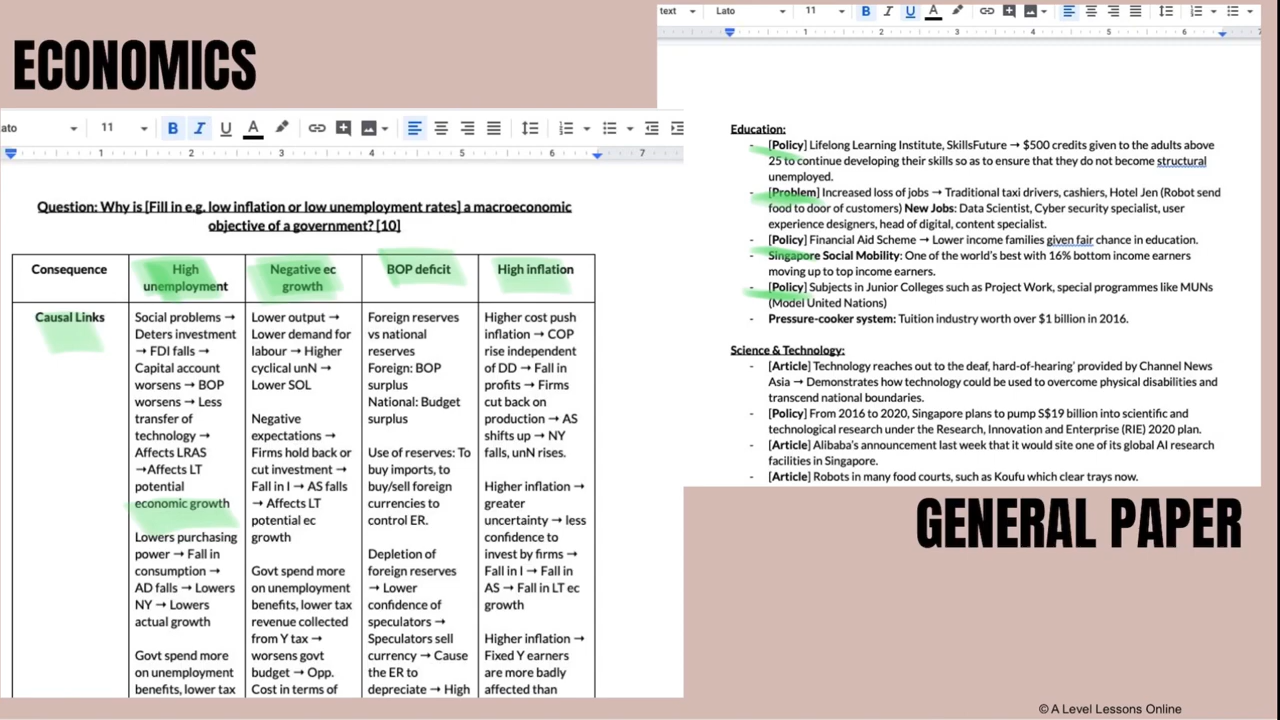 ECONOMICS
ato
11
B I U A
1 2 3 4 5 6 7
Question: Why is [Fill in e.g. low inflation or low unemployment rates] a macroeconomic
objective of a government? [10]
Consequence
High
unemployment
Negative ec
growth
BOP deficit
High inflation
Causal Links
Social problems →
Deters investment
→ FDI falls →
Capital account
worsens → BOP
worsens → Less
transfer of
technology →
Affects LRAS
→Affects LT
potential
economic growth
Lowers purchasing
power → Fall in
consumption →
AD falls → Lowers
NY → Lowers
actual growth
Govt spend more
on unemployment
benefits, lower tax
Lower output →
Lower demand for
labour → Higher
cyclical unN →
Lower SOL
Negative
expectations →
Firms hold back or
cut investment →
Fall in I → AS falls
→ Affects LT
potential ec
growth
Govt spend more
on unemployment
benefits, lower tax
revenue collected
from Y tax →
worsens govt
budget → Opp.
Cost in terms of
Foreign reserves
vs national
reserves
Foreign: BOP
surplus
National: Budget
surplus
Use of reserves: To
buy imports, to
buy/sell foreign
currencies to
control ER.
Depletion of
foreign reserves
→ Lower
confidence of
speculators →
Speculators sell
currency → Cause
the ER to
depreciate → High
Higher cost push
inflation → COP
rise independent
of DD → Fall in
profits → Firms
cut back on
production → AS
shifts up → NY
falls, unN rises.
Higher inflation →
greater
uncertainty → less
confidence to
invest by firms →
Fall in I → Fall in
AS → Fall in LT ec
growth
Higher inflation →
Fixed Y earners
are more badly
affected than
text
Lato
11
B I U A
1 2 3 4 5 6 7
Education:
- [Policy] Lifelong Learning Institute, SkillsFuture → $500 credits given to the adults above
25 to continue developing their skills so as to ensure that they do not become structural
unemployed.
- [Problem] Increased loss of jobs → Traditional taxi drivers, cashiers, Hotel Jen (Robot send
food to door of customers) New Jobs: Data Scientist, Cyber security specialist, user
experience designers, head of digital, content specialist.
- [Policy] Financial Aid Scheme → Lower income families given fair chance in education.
- Singapore Social Mobility: One of the world's best with 16% bottom income earners
moving up to top income earners.
- [Policy] Subjects in Junior Colleges such as Project Work, special programmes like MUNs
(Model United Nations)
- Pressure-cooker system: Tuition industry worth over $1 billion in 2016.
Science & Technology:
- [Article] Technology reaches out to the deaf, hard-of-hearing' provided by Channel News
Asia → Demonstrates how technology could be used to overcome physical disabilities and
transcend national boundaries.
- [Policy] From 2016 to 2020, Singapore plans to pump S$19 billion into scientific and
technological research under the Research, Innovation and Enterprise (RIE) 2020 plan.
- [Article] Alibaba's announcement last week that it would site one of its global AI research
facilities in Singapore.
- [Article] Robots in many food courts, such as Koufu which clear trays now.
GENERAL PAPER
© A Level Lessons Online